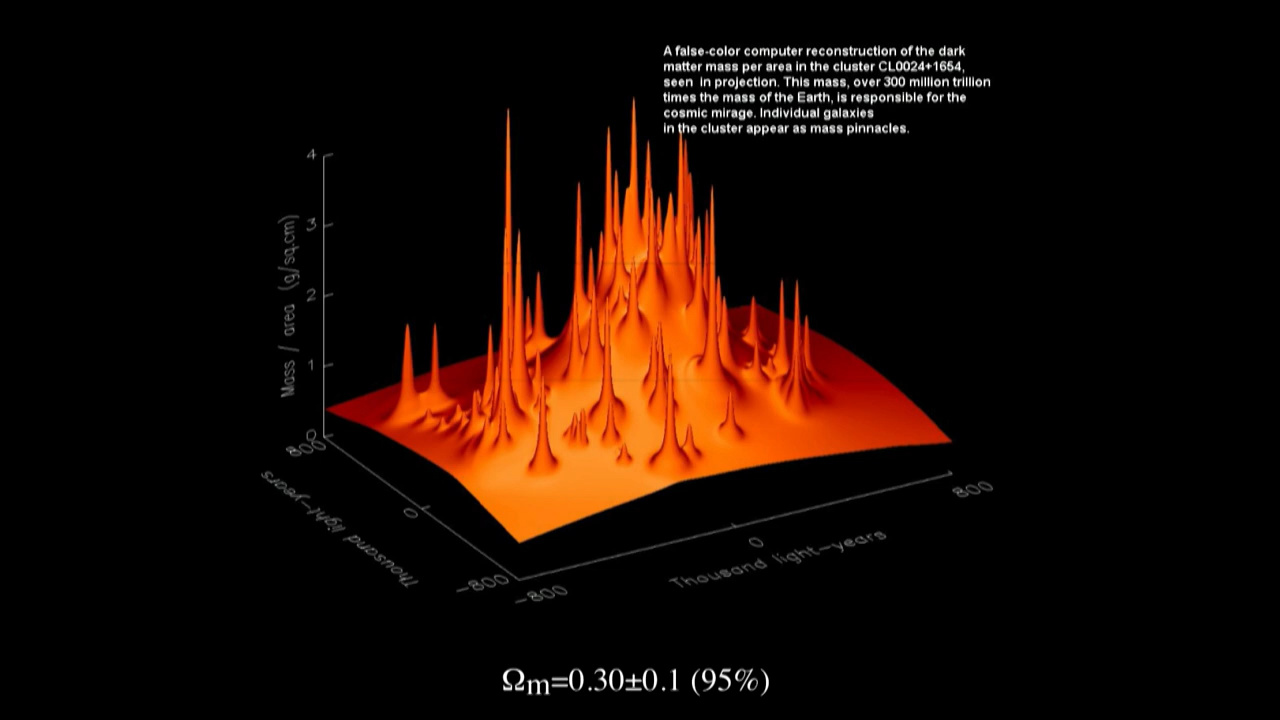 A false-color computer reconstruction of the dark
matter mass per area in the cluster CL0024+1654,
seen in projection. This mass, over 300 million trillion
times the mass of the Earth, is responsible for the
cosmic mirage. Individual galaxies
in the cluster appear as mass pinnacles.
4
3
2
1
0
Mass / area (g/sq.cm)
800
0
-800
Thousand light-years
-800
0
800
Thousand light-years
Ωm=0.30±0.1 (95%)